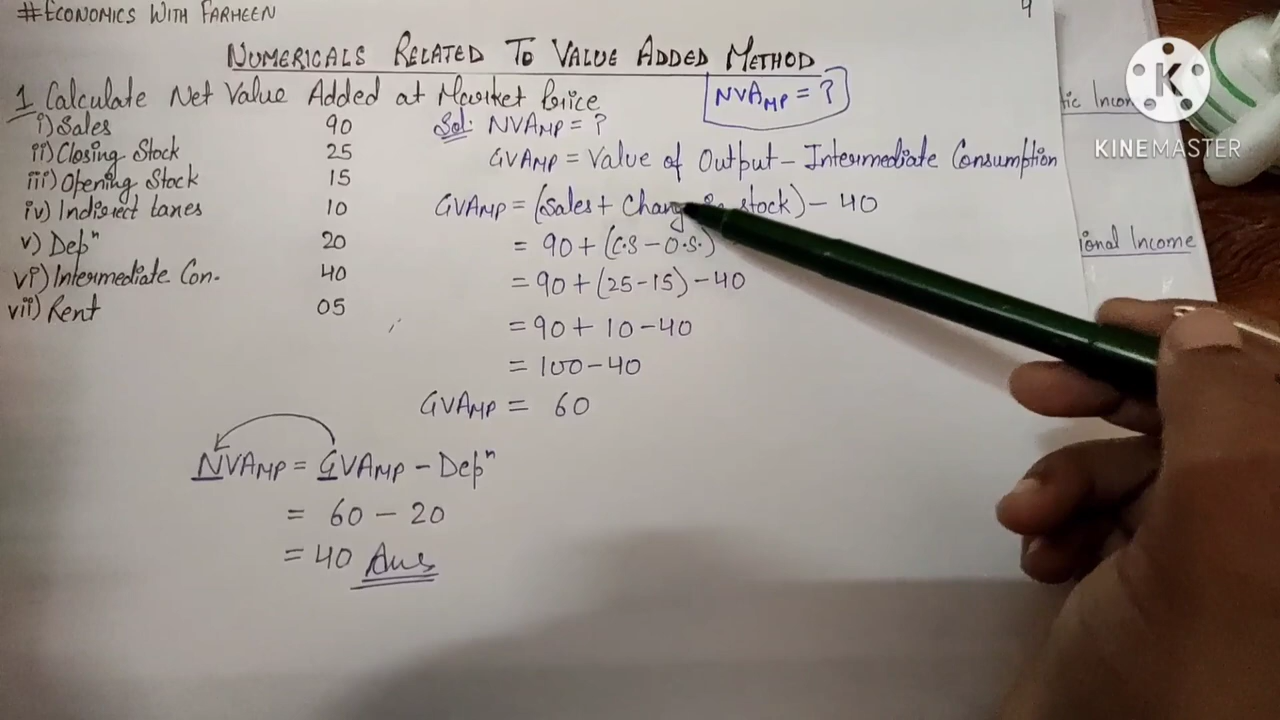 #ECONOMICS WITH FARHEEN
4
NUMERICALS RELATED TO VALUE ADDED METHOD
1 Calculate Net Value Added at Market Price
NVAMP = ?
i) Sales 90
ii) Closing Stock 25
iii) Opening Stock 15
iv) Indirect taxes 10
v) Depⁿ 20
vi) Intermediate Con. 40
vii) Rent 05
Sol: NVAMP = ?
GVAMP = Value of Output - Intermediate Consumption
GVAMP = (Sales + Chang stock) - 40
= 90 + (C.S - O.S.)
= 90 + (25 - 15) - 40
= 90 + 10 - 40
= 100 - 40
GVAMP = 60
NVAMP = GVAMP - Depⁿ
= 60 - 20
= 40 Ans
Incom
ional Income
K
KINEMASTER